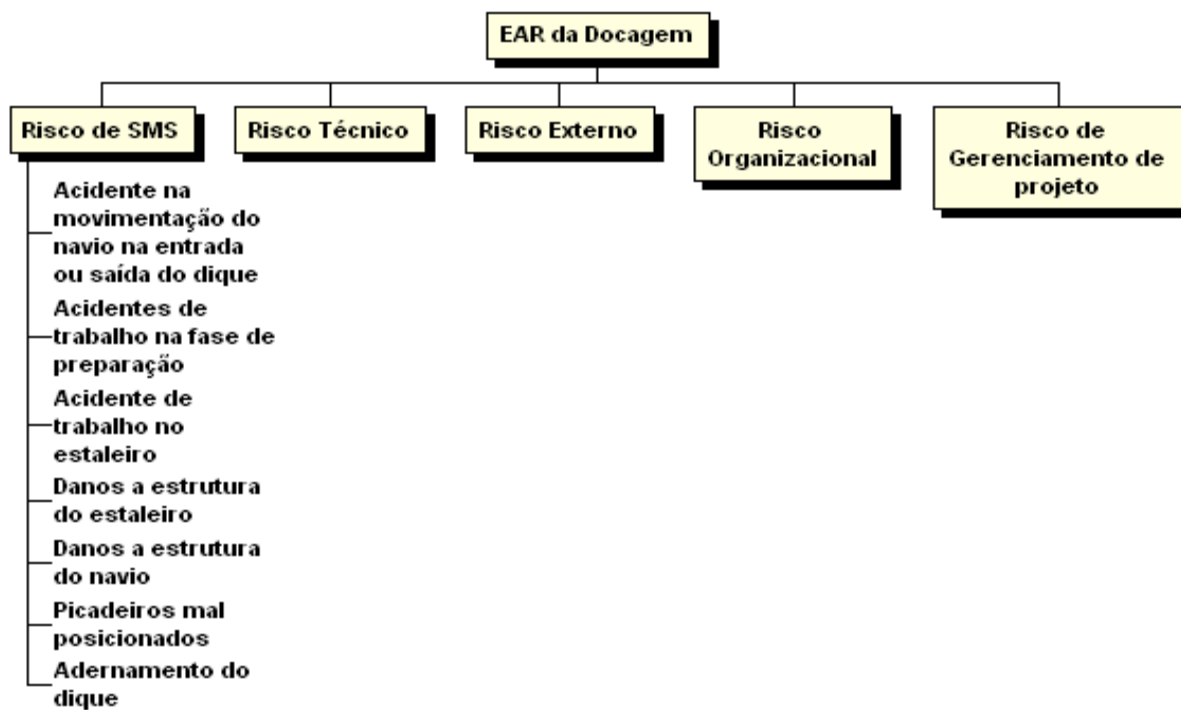 EAR da Docagem
Risco de SMS
Risco Técnico
Risco Externo
Risco
Organizacional
Risco de
Gerenciamento de
projeto
Acidente na
movimentação do
navio na entrada
ou saída do dique
Acidentes de
trabalho na fase de
preparação
Acidente de
trabalho no
estaleiro
Danos a estrutura
do estaleiro
Danos a estrutura
do navio
Picadeiros mal
posicionados
Adernamento do
dique